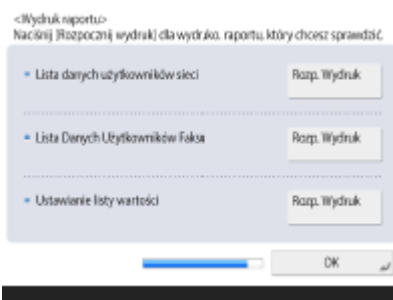 <Wydruk raportu>
Naciśnij [Rozpocznij wydruk] dla wydruko. raportu, który chcesz sprawdzić.
Lista danych użytkowników sieci
Rozp. Wydruk
Lista Danych Użytkowników Faksu
Rozp. Wydruk
Ustawianie listy wartości
Rozp. Wydruk
OK